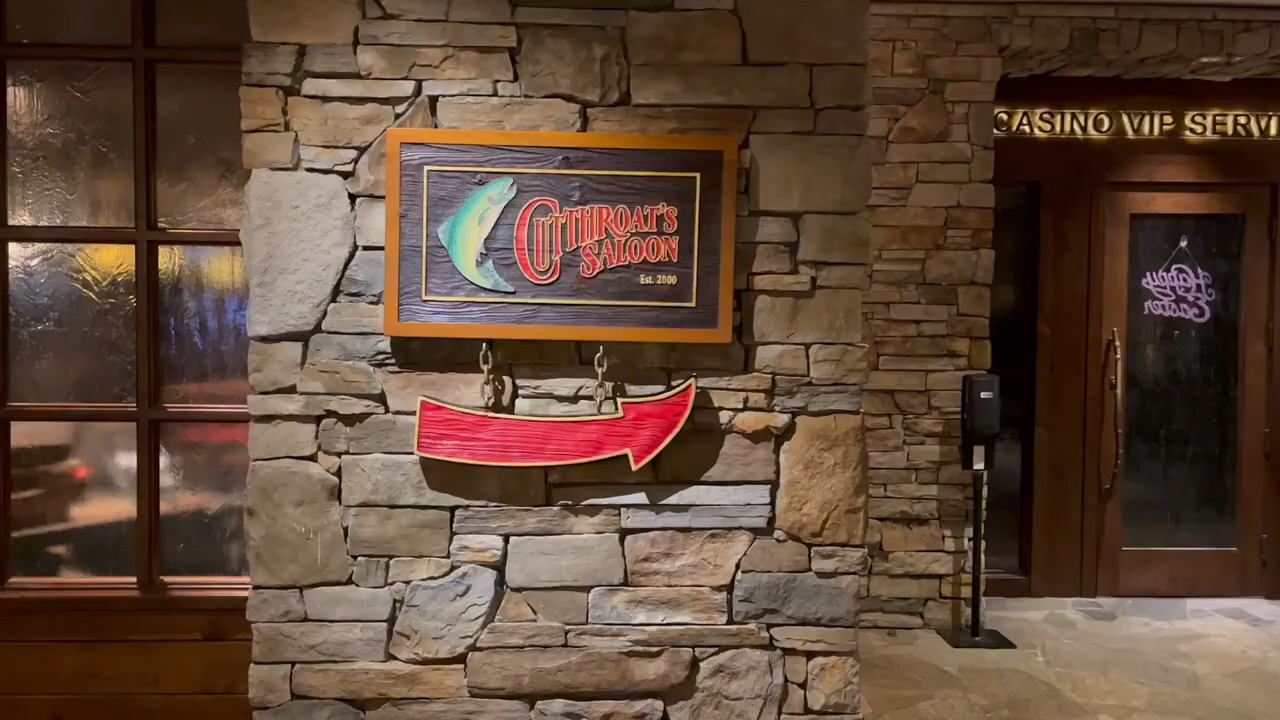 CUTTHROAT'S
SALOON
Est. 2000
CASINO VIP SERVI
Happy
Easter